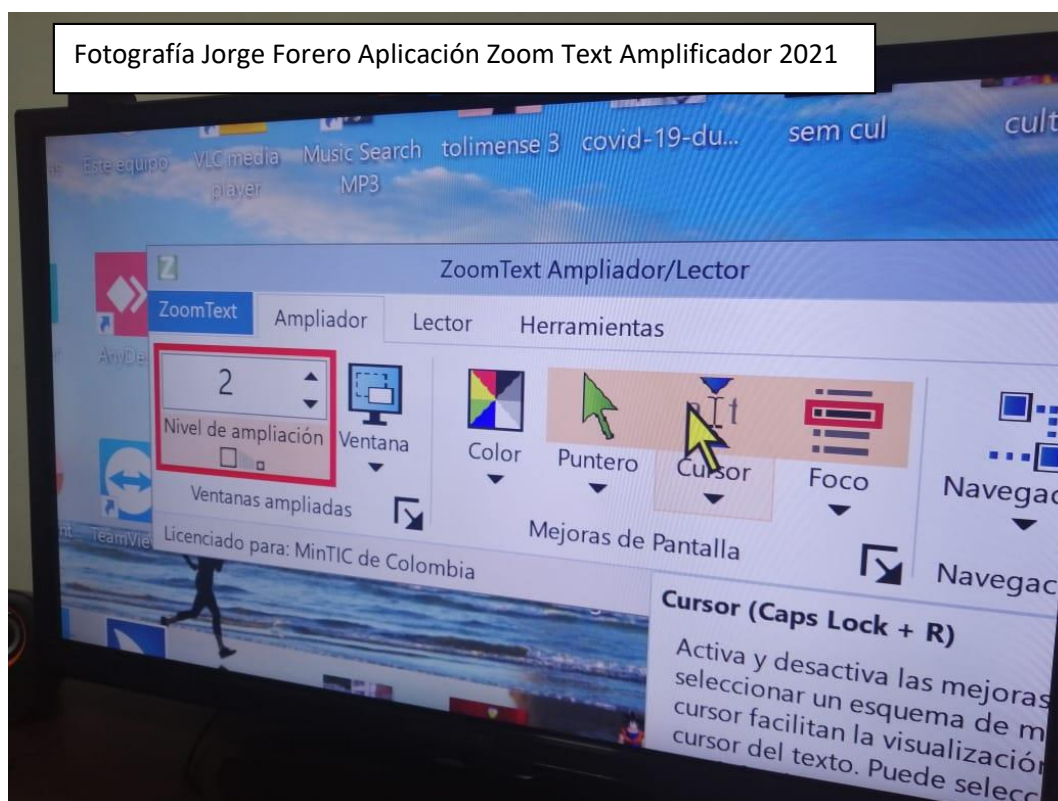 Fotografía Jorge Forero Aplicación Zoom Text Amplificador 2021
Este equipo
VLC media player
Music Search MP3
tolimense 3
covid-19-du...
sem cul
cult
AnyDe
TeamVie
ZoomText Ampliador/Lector
ZoomText Ampliador Lector Herramientas
2
Nivel de ampliación
Ventana
Ventanas ampliadas
Color
Puntero
Cursor
Foco
Mejoras de Pantalla
Navegac
Navegac
Licenciado para: MinTIC de Colombia
Cursor (Caps Lock + R)
Activa y desactiva las mejoras
seleccionar un esquema de m
cursor facilitan la visualización
cursor del texto. Puede selecc